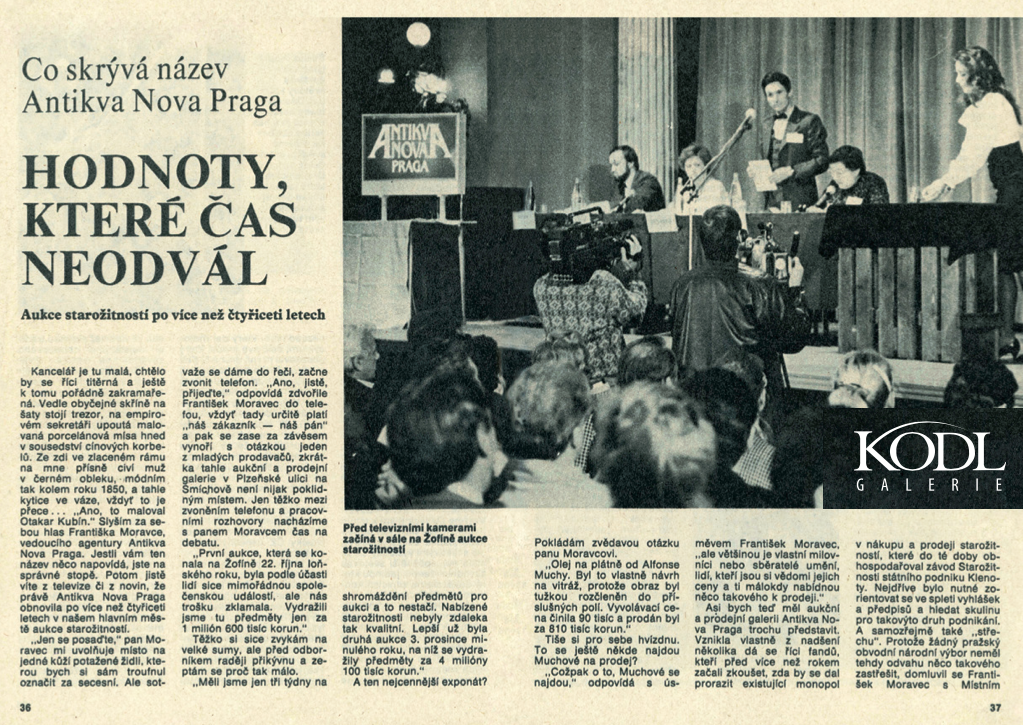 Co skrývá název
Antikva Nova Praga
HODNOTY,
KTERÉ ČAS
NEODVÁL
Aukce starožitností po více než čtyřiceti letech
ANTIKVA
NOVA
PRAGA
Kancelář je tu malá, chtělo
by se říci titěrná a ještě
k tomu pořádně zakramaře-
ná. Vedle obyčejné skříně na
šaty stojí trezor, na empiro-
vém sekretáři upoutá malo-
vaná porcelánová mísa hned
v sousedství cínových korbe-
lů. Ze zdi ve zlaceném rámu
na mne přísně civí muž
v černém obleku, módním
tak kolem roku 1850, a tahle
kytice ve váze, vždyť to je
přece... „Ano, to maloval
Otakar Kubín." Slyším za se-
bou hlas Františka Moravce,
vedoucího agentury Antikva
Nova Praga. Jestli vám ten
název něco napovídá, jste na
správné stopě. Potom jistě
víte z televize či z novin, že
právě Antikva Nova Praha
obnovila po více než čtyřiceti
letech v našem hlavním měs-
tě aukce starožitností.
„Jen se posaďte," pan Mo-
ravec mi uvolňuje místo na
jedné kůží potažené židli, kte-
rou bych si sám troufnul
označit za secesní. Ale sot-
važe se dáme do řeči, začne
zvonit telefon. „Ano, jistě,
přijeďte," odpovídá zdvořile
František Moravec do tele-
fou, vždyť tady určitě platí
„náš zákazník — náš pán"
a pak se zase za závěsem
vynoří s otázkou jeden
z mladých prodavačů, zkrát-
ka tahle aukční a prodejní
galerie v Plzeňské ulici na
Smíchově není nijak poklid-
ným místem. Jen těžko mezi
zvoněním telefonu a pracov-
ními rozhovory nacházíme
s panem Moravcem čas na
debatu.
„První aukce, která se ko-
nala na Žofíně 22. října loň-
ského roku, byla podle účasti
lidí sice mimořádnou spole-
čenskou událostí, ale nás
trošku zklamala. Vydražili
jsme tu předměty jen za
1 milión 600 tisíc korun."
Těžko si sice zvykám na
velké sumy, ale před odbor-
níkem raději přikývnu a ze-
ptám se proč tak málo.
„Měli jsme jen tři týdny na
Před televizními kamerami
začíná v sále na Žofíně aukce
starožitností
shromáždění předmětů pro
aukci a to nestačí. Nabízené
starožitnosti nebyly zdaleka
tak kvalitní. Lepší už byla
druhá aukce 3. prosince mi-
nulého roku, na níž se vydra-
žily předměty za 4 milióny
100 tisíc korun."
A ten nejcennější exponát?
Pokládám zvědavou otázku
panu Moravcovi.
„Olej na plátně od Alfonse
Muchy. Byl to vlastně návrh
na vitráž, protože obraz byl
tužkou rozčleněn do pří-
slušných polí. Vyvolávací ce-
na činila 90 tisíc a prodán byl
za 810 tisíc korun."
Tiše si pro sebe hvízdnu.
To se ještě někde najdou
Muchové na prodej?
„Cožpak o to, Muchové se
najdou," odpovídá s ús-
měvem František Moravec,
„ale většinou je vlastní milov-
níci nebo sběratelé umění,
lidí, kteří jsou si vědomi jejich
ceny a ti málokdy nabídnou
něco takového k prodeji."
Asi bych teď měl aukční
a prodejní galerii Antikva No-
va Praga trochu představit.
Vznikla vlastně z nadšení
několika dá se říci fandů,
kteří před více než rokem
začali zkoušet, zda by se dal
prorazit existující monopol
v nákupu a prodeji starožit-
ností, které do té doby ob-
hospodařoval závod Starožit-
nosti státního podniku Kleno-
ty. Nejdříve bylo nutné zo-
rientovat se ve spleti vyhlášek
a předpisů a hledat skulinu
pro takovýto druh podnikání.
A samozřejmě také „stře-
chu". Protože žádný pražský
obvodní národní výbor neměl
tehdy odvahu něco takového
zastřešit, domluvil se Franti-
šek Moravec s Místním
KODL
GALERIE
36
37